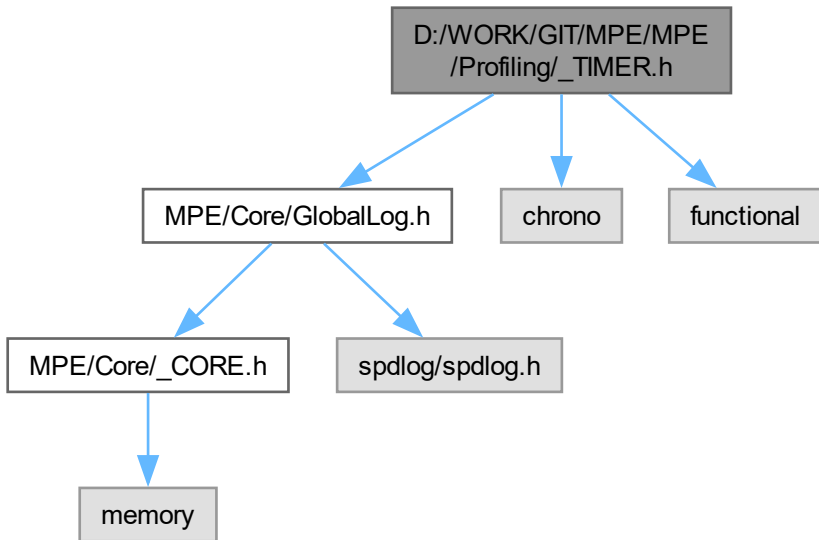 D:/WORK/GIT/MPE/MPE
/Profiling/_TIMER.h
MPE/Core/GlobalLog.h
chrono
functional
MPE/Core/_CORE.h
spdlog/spdlog.h
memory